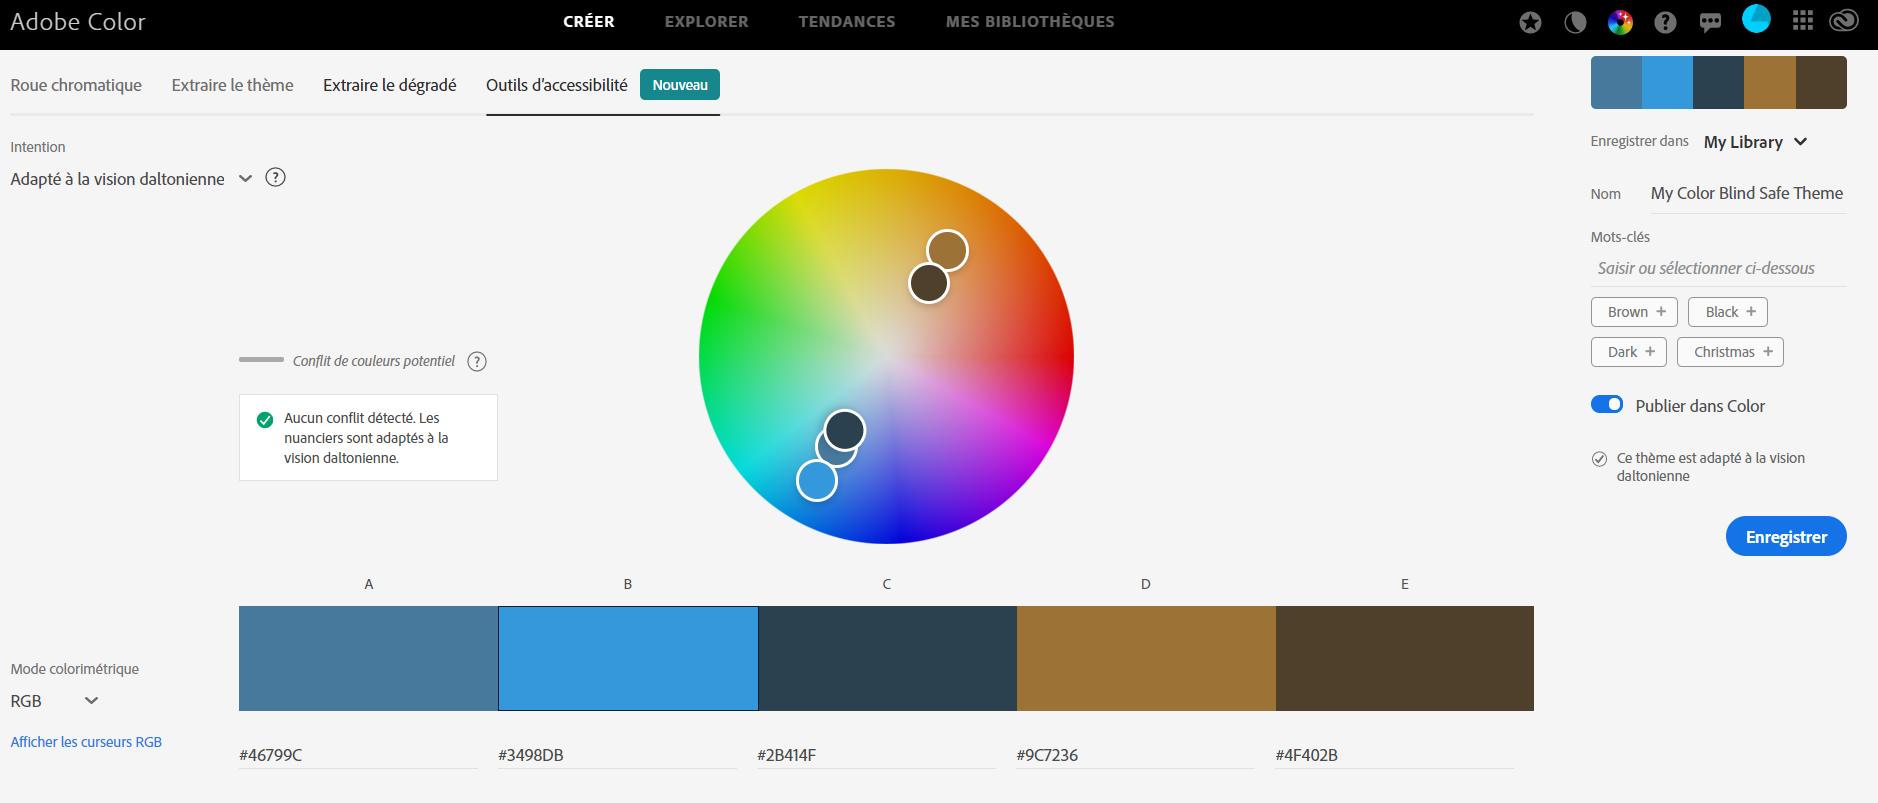 Adobe Color
CRÉER
EXPLORER
TENDANCES
MES BIBLIOTHÈQUES
Roue chromatique
Extraire le thème
Extraire le dégradé
Outils d'accessibilité
Nouveau
Intention
Adapté à la vision daltonienne
Conflit de couleurs potentiel
Aucun conflit détecté. Les
nuanciers sont adaptés à la
vision daltonienne.
A
B
C
D
E
Mode colorimétrique
RGB
Afficher les curseurs RGB
#46799C
#3498DB
#2B414F
#9C7236
#4F402B
Enregistrer dans
My Library
Nom
My Color Blind Safe Theme
Mots-clés
Saisir ou sélectionner ci-dessous
Brown +
Black +
Dark +
Christmas +
Publier dans Color
Ce thème est adapté à la vision
daltonienne
Enregistrer